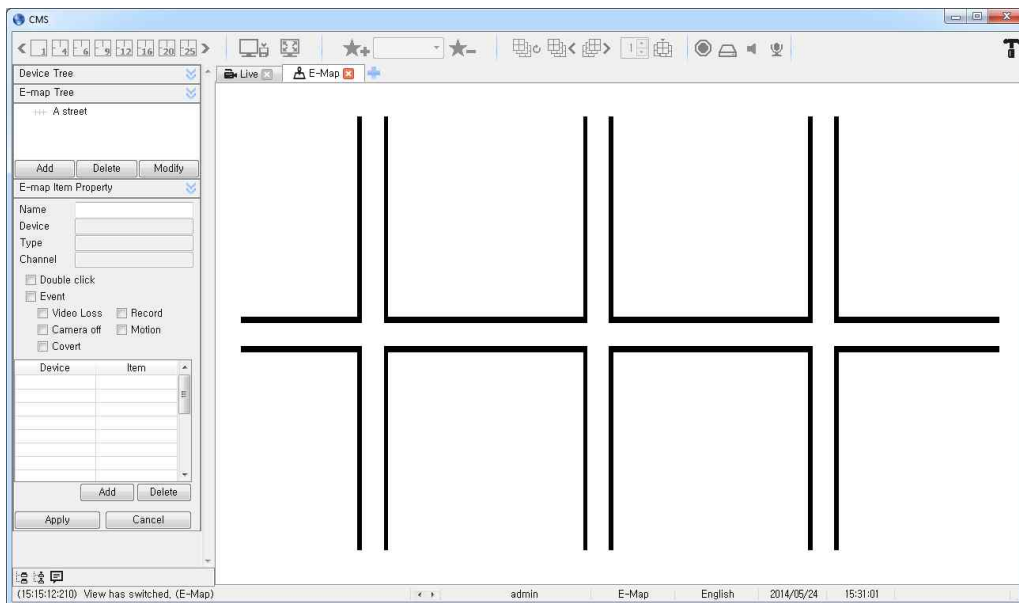 CMS
1 4 6 9 12 16 20 25
1
Device Tree
Live
E-Map
E-map Tree
A street
Add Delete Modify
E-map Item Property
Name
Device
Type
Channel
Double click
Event
Video Loss Record
Camera off Motion
Covert
Device Item
Add Delete
Apply Cancel
(15:15:12:210) View has switched, (E-Map) admin E-Map English 2014/05/24 15:31:01